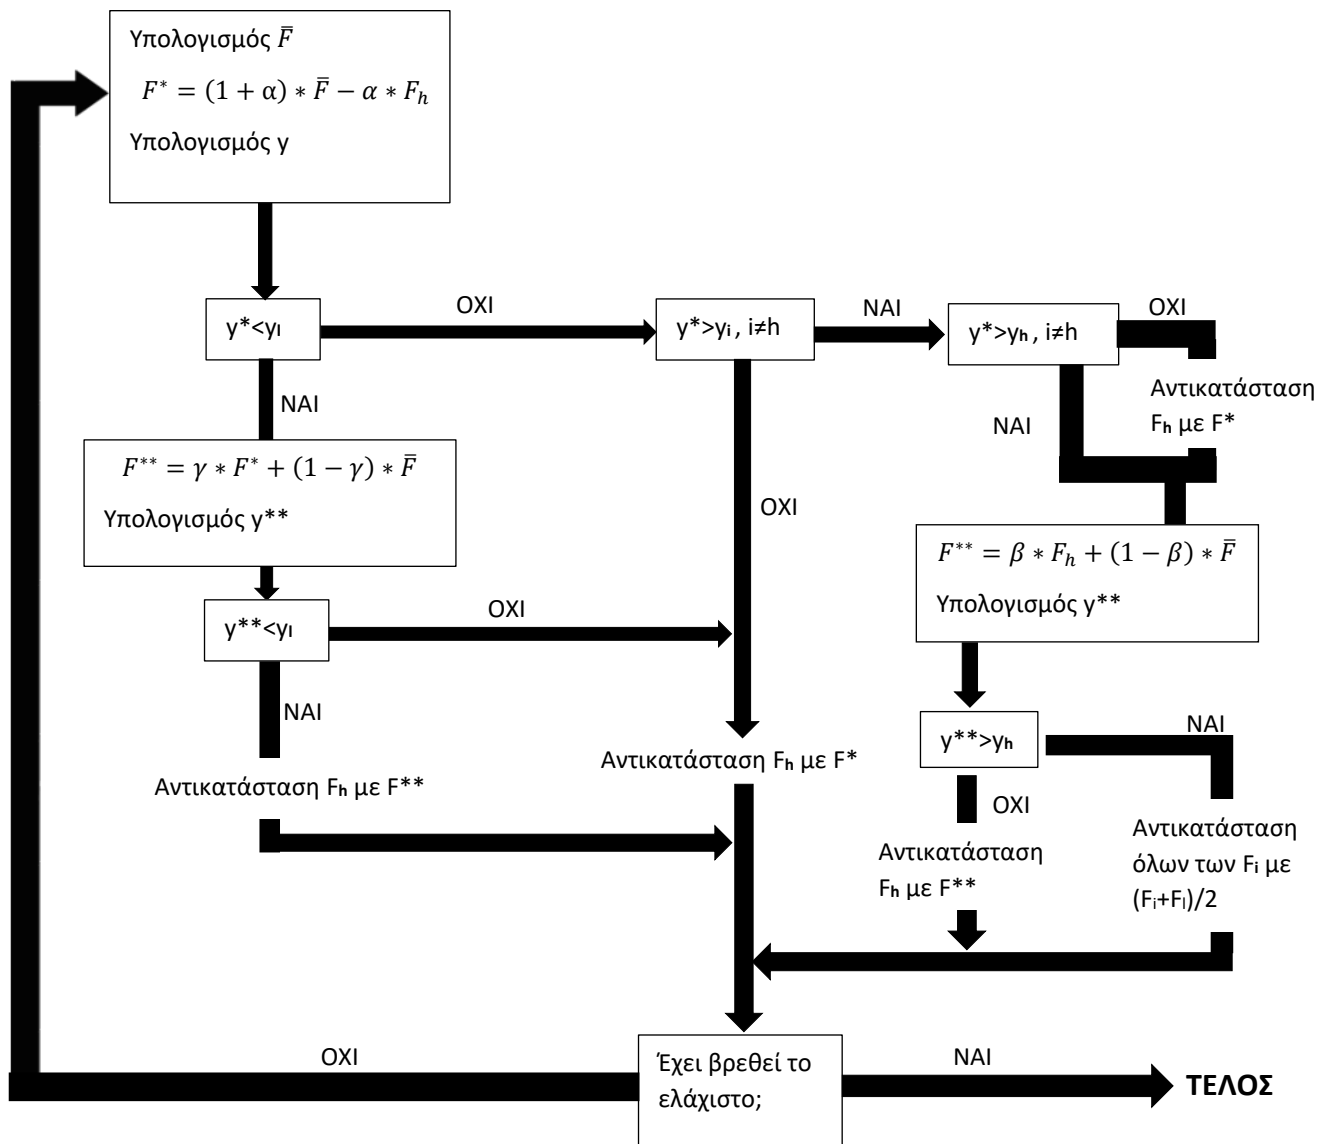 Υπολογισμός F̄
F* = (1 + α) ∗ F̄ − α ∗ Fₕ
Υπολογισμός y
y*<yₗ
ΟΧΙ
y*>yᵢ , i≠h
ΝΑΙ
y*>yₕ , i≠h
ΟΧΙ
ΝΑΙ
Αντικατάσταση
Fₕ με F*
ΝΑΙ
F** = γ ∗ F* + (1 − γ) ∗ F̄
Υπολογισμός y**
ΟΧΙ
F** = β ∗ Fₕ + (1 − β) ∗ F̄
Υπολογισμός y**
y**<yₗ
ΟΧΙ
ΝΑΙ
y**>yₕ
ΝΑΙ
Αντικατάσταση Fₕ με F**
Αντικατάσταση Fₕ με F*
ΟΧΙ
Αντικατάσταση
Fₕ με F**
Αντικατάσταση
όλων των Fᵢ με
(Fᵢ+Fₗ)/2
ΟΧΙ
Έχει βρεθεί το
ελάχιστο;
ΝΑΙ
ΤΕΛΟΣ